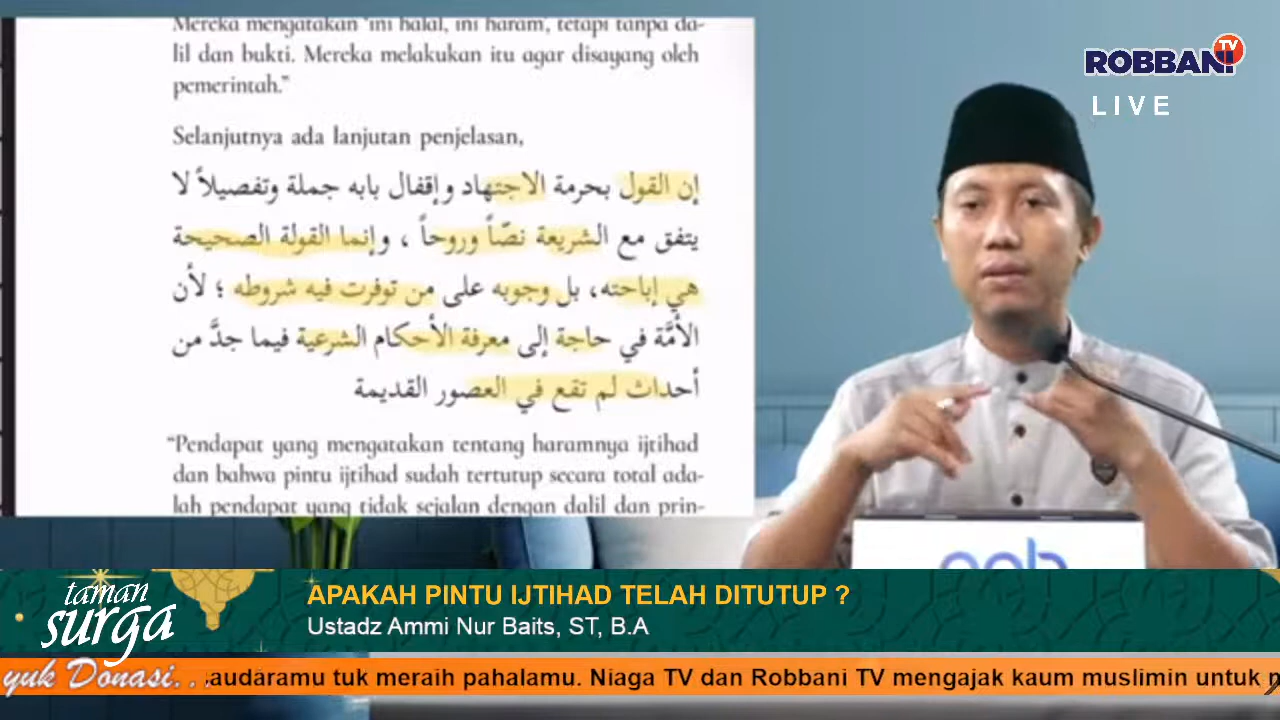 Mereka mengatakan 'ini halal, ini haram', tetapi tanpa da-
lil dan bukti. Mereka melakukan itu agar disayang oleh
pemerintah."
Selanjutnya ada lanjutan penjelasan,
إن القول بحرمة الاجتهاد وإقفال بابه جملة وتفصيلاً لا
يتفق مع الشريعة نصّاً وروحاً ، وإنما القولة الصحيحة
هي إباحته، بل وجوبه على من توفرت فيه شروطه ؛ لأن
الأمَّة في حاجة إلى معرفة الأحكام الشرعية فيما جدَّ من
أحداث لم تقع في العصور القديمة
"Pendapat yang mengatakan tentang haramnya ijtihad
dan bahwa pintu ijtihad sudah tertutup secara total ada-
lah pendapat yang tidak sejalan dengan dalil dan prin-
ROBBANI TV
LIVE
taman
surga
APAKAH PINTU IJTIHAD TELAH DITUTUP ?
Ustadz Ammi Nur Baits, ST, B.A
yuk Donasi...
audaramu tuk meraih pahalamu. Niaga TV dan Robbani TV mengajak kaum muslimin untuk